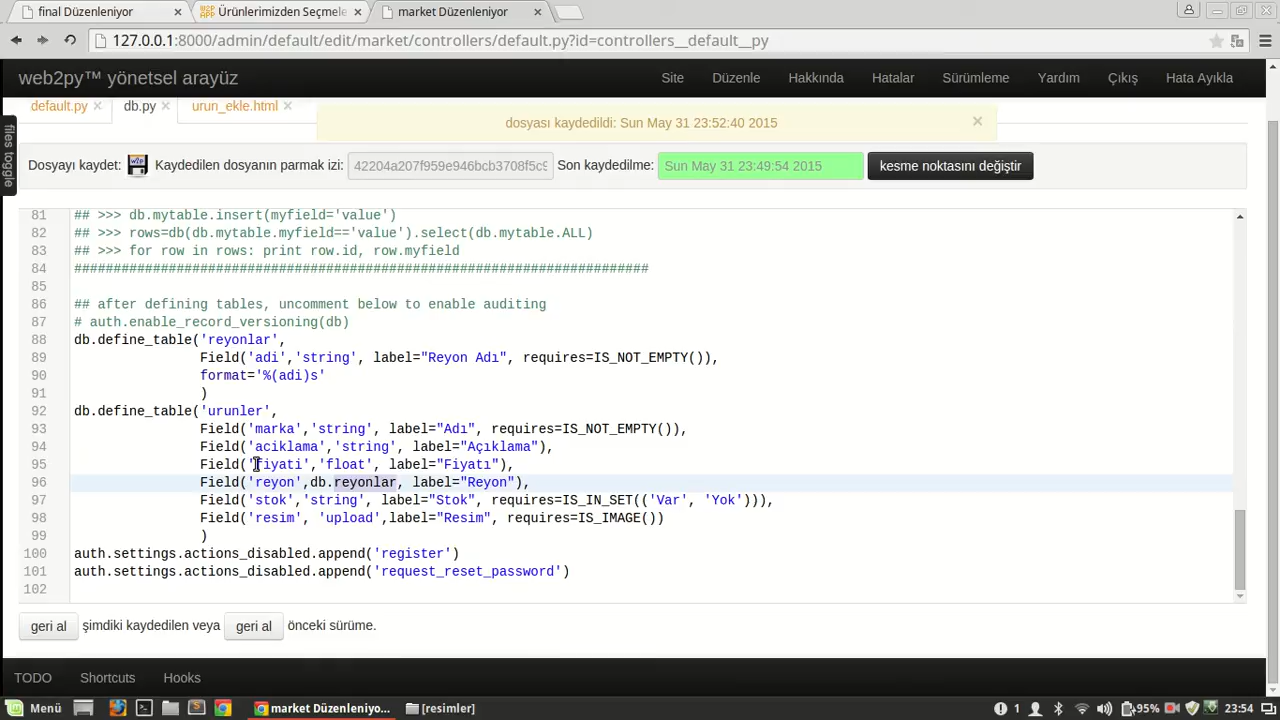 final Düzenleniyor
Ürünlerimizden Seçmele
market Düzenleniyor
127.0.0.1:8000/admin/default/edit/market/controllers/default.py?id=controllers__default__py
web2py™ yönetsel arayüz
Site Düzenle Hakkında Hatalar Sürümleme Yardım Çıkış Hata Ayıkla
default.py
db.py
urun_ekle.html
dosyası kaydedildi: Sun May 31 23:52:40 2015
files toggle
Dosyayı kaydet: Kaydedilen dosyanın parmak izi: 42204a207f959e946bcb3708f5c9 Son kaydedilme: Sun May 31 23:49:54 2015 kesme noktasını değiştir
81 ## >>> db.mytable.insert(myfield='value')
82 ## >>> rows=db(db.mytable.myfield=='value').select(db.mytable.ALL)
83 ## >>> for row in rows: print row.id, row.myfield
84 #########################################################################
85
86 ## after defining tables, uncomment below to enable auditing
87 # auth.enable_record_versioning(db)
88 db.define_table('reyonlar',
89 Field('adi','string', label="Reyon Adı", requires=IS_NOT_EMPTY()),
90 format='%(adi)s'
91 )
92 db.define_table('urunler',
93 Field('marka','string', label="Adı", requires=IS_NOT_EMPTY()),
94 Field('aciklama','string', label="Açıklama"),
95 Field('fiyati','float', label="Fiyatı"),
96 Field('reyon',db.reyonlar, label="Reyon"),
97 Field('stok','string', label="Stok", requires=IS_IN_SET(('Var', 'Yok'))),
98 Field('resim', 'upload',label="Resim", requires=IS_IMAGE())
99 )
100 auth.settings.actions_disabled.append('register')
101 auth.settings.actions_disabled.append('request_reset_password')
102
geri al şimdiki kaydedilen veya geri al önceki sürüme.
TODO Shortcuts Hooks
Menü market Düzenleniyo... [resimler] 1 95% 23:54